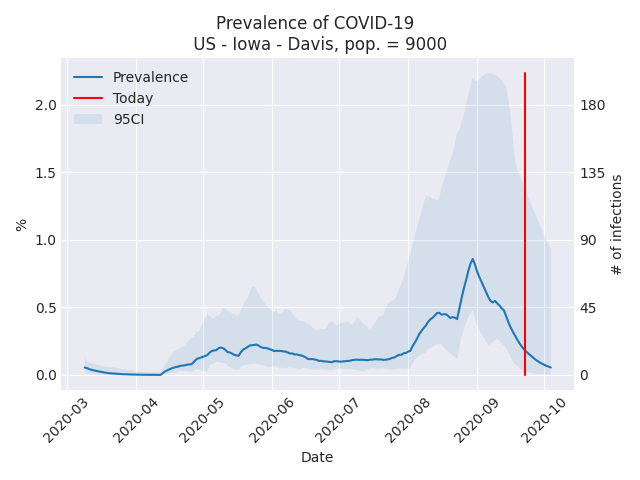 Prevalence of COVID-19
US - Iowa - Davis, pop. = 9000
Prevalence
Today
95CI
2.0
1.5
1.0
0.5
0.0
%
180
135
90
45
0
# of infections
2020-03
2020-04
2020-05
2020-06
2020-07
2020-08
2020-09
2020-10
Date